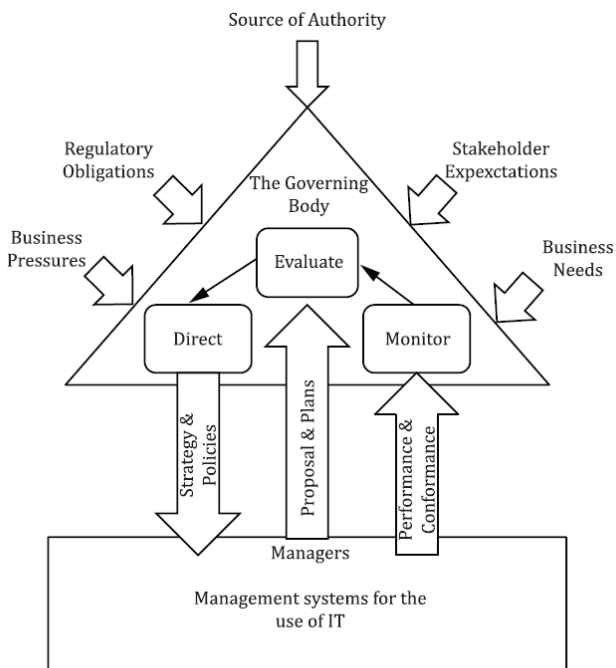 Source of Authority
Regulatory
Obligations
Stakeholder
Expexctations
The Governing
Body
Business
Pressures
Business
Needs
Evaluate
Direct
Monitor
Strategy &
Policies
Proposal & Plans
Performance &
Conformance
Managers
Management systems for the
use of IT